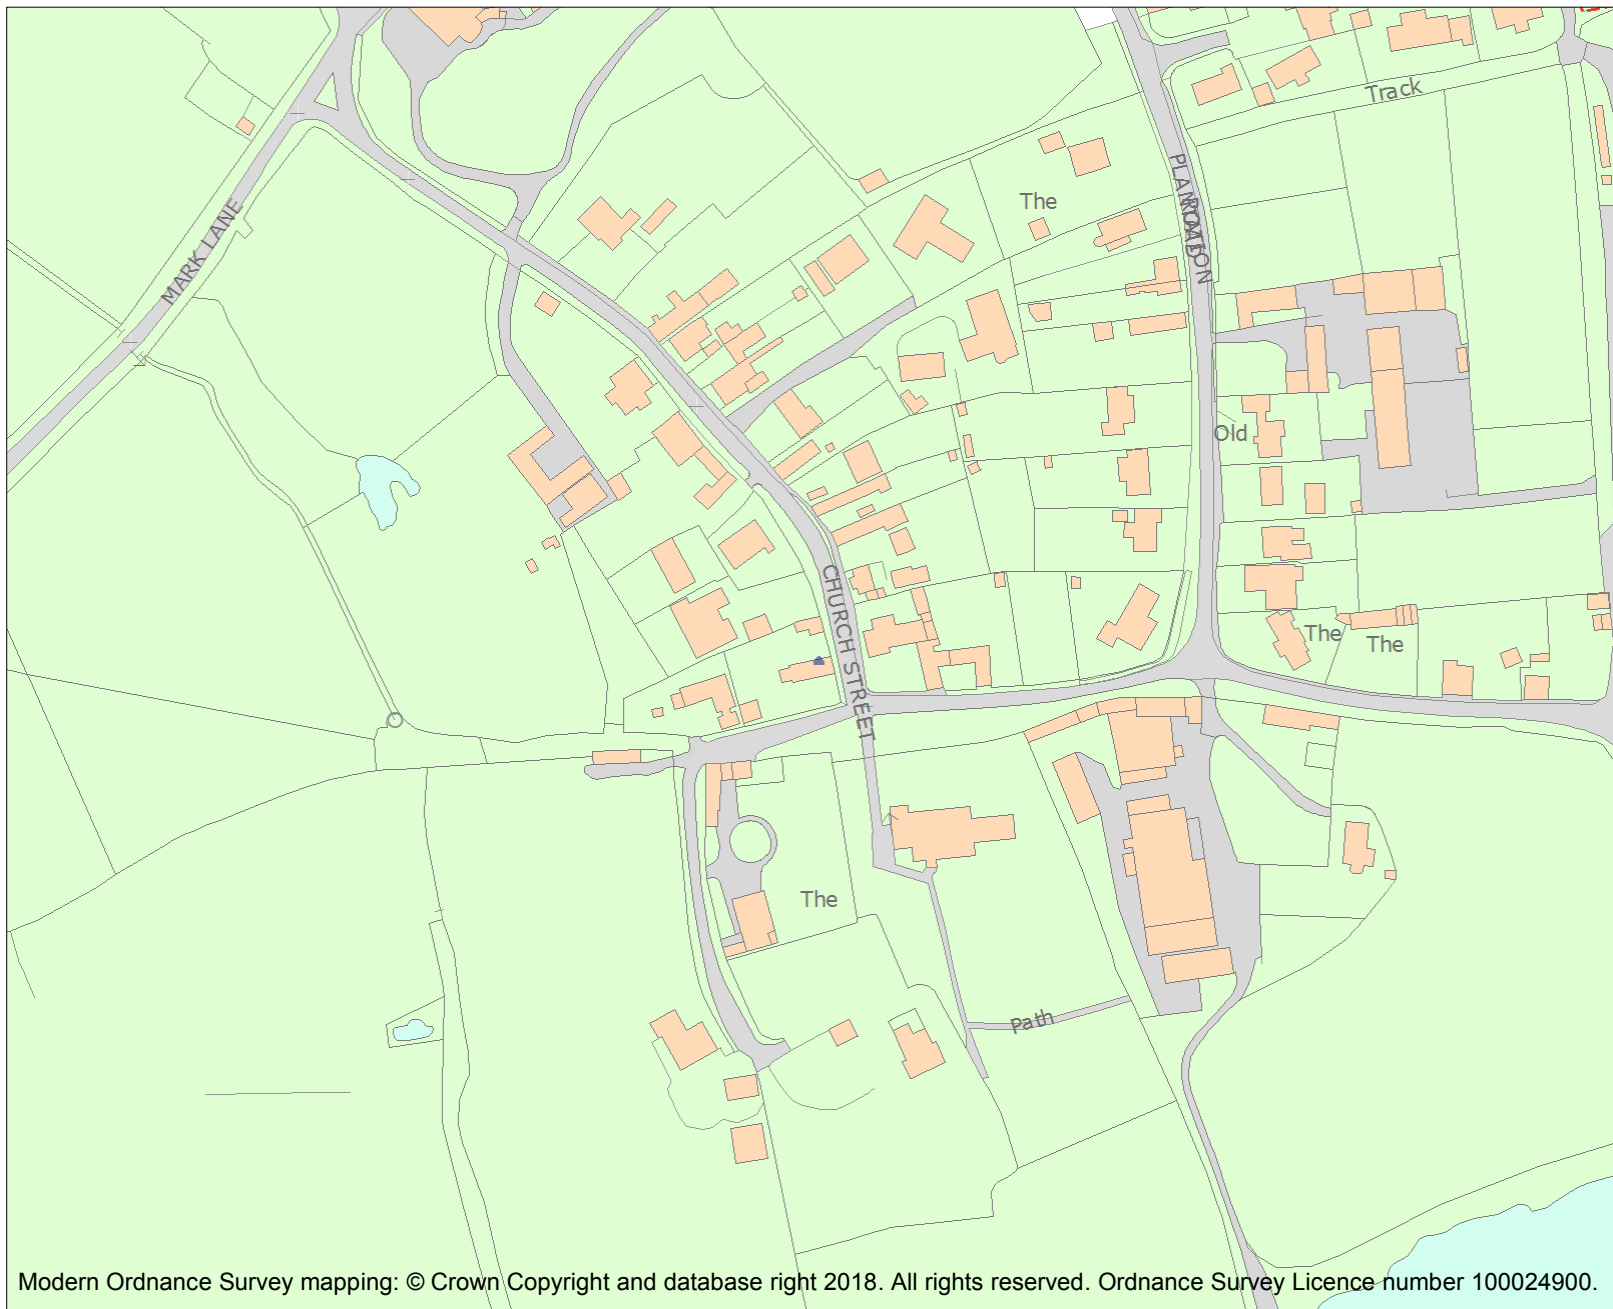 Track
PLANTATION
ROAD
The
MARK LANE
Old
CHURCH STREET
The
The
The
Path
Modern Ordnance Survey mapping: © Crown Copyright and database right 2018. All rights reserved. Ordnance Survey Licence number 100024900.